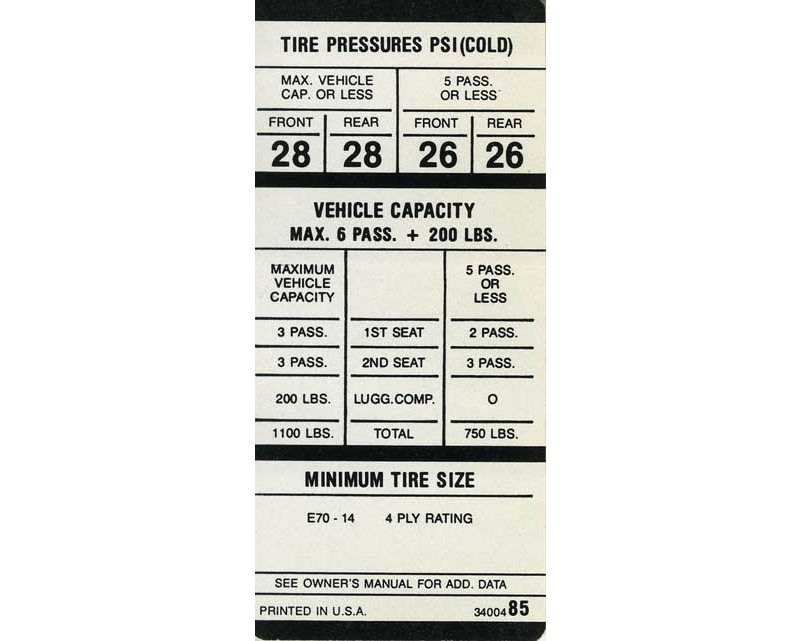 TIRE PRESSURES PSI(COLD)
MAX. VEHICLE
CAP. OR LESS
5 PASS.
OR LESS
FRONT REAR FRONT REAR
28 28 26 26
VEHICLE CAPACITY
MAX. 6 PASS. + 200 LBS.
MAXIMUM
VEHICLE
CAPACITY
5 PASS.
OR
LESS
3 PASS. 1ST SEAT 2 PASS.
3 PASS. 2ND SEAT 3 PASS.
200 LBS. LUGG.COMP. O
1100 LBS. TOTAL 750 LBS.
MINIMUM TIRE SIZE
E70 - 14 4 PLY RATING
SEE OWNER'S MANUAL FOR ADD. DATA
PRINTED IN U.S.A. 3400485